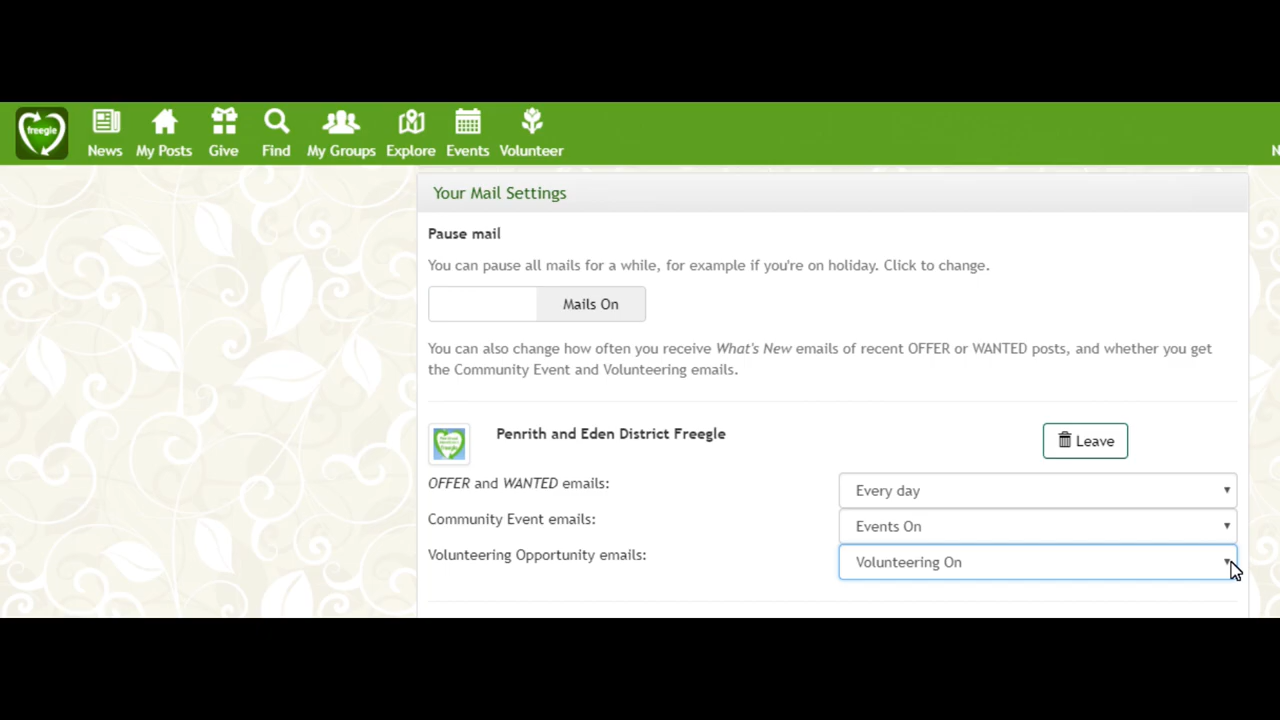 freegle
News My Posts Give Find My Groups Explore Events Volunteer N
Your Mail Settings
Pause mail
You can pause all mails for a while, for example if you're on holiday. Click to change.
Mails On
You can also change how often you receive What's New emails of recent OFFER or WANTED posts, and whether you get
the Community Event and Volunteering emails.
Penrith and Eden District Freegle
Leave
OFFER and WANTED emails:
Every day
Community Event emails:
Events On
Volunteering Opportunity emails:
Volunteering On